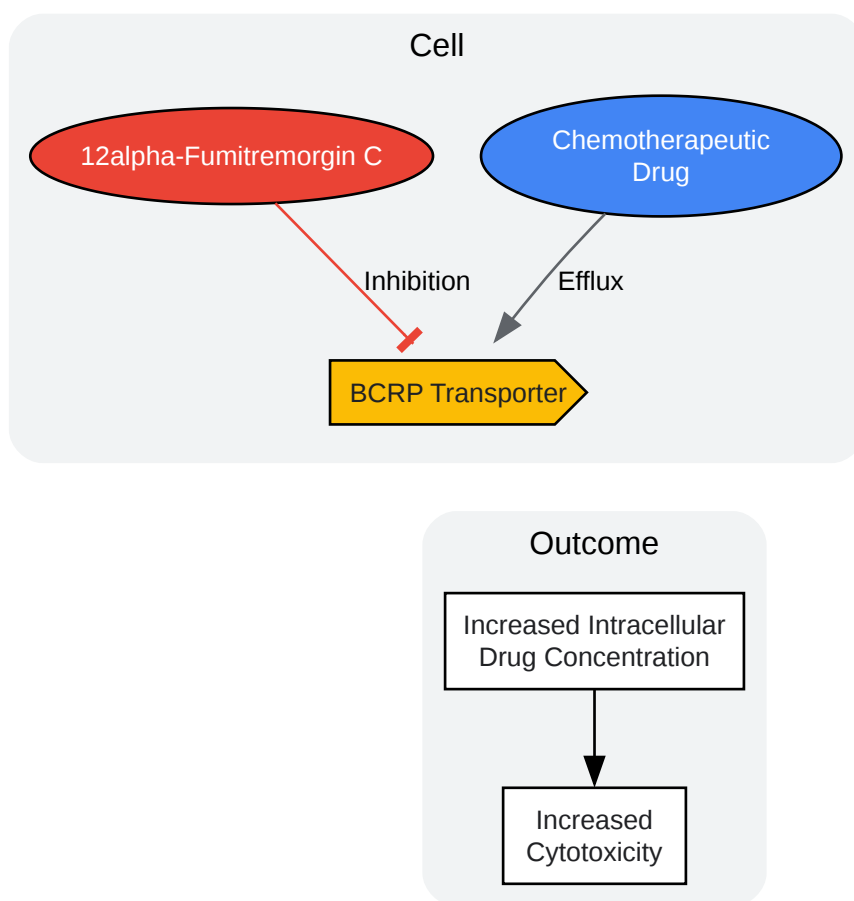 Cell
12alpha-Fumitremorgin C
Chemotherapeutic
Drug
Inhibition
Efflux
BCRP Transporter
Outcome
Increased Intracellular
Drug Concentration
Increased
Cytotoxicity